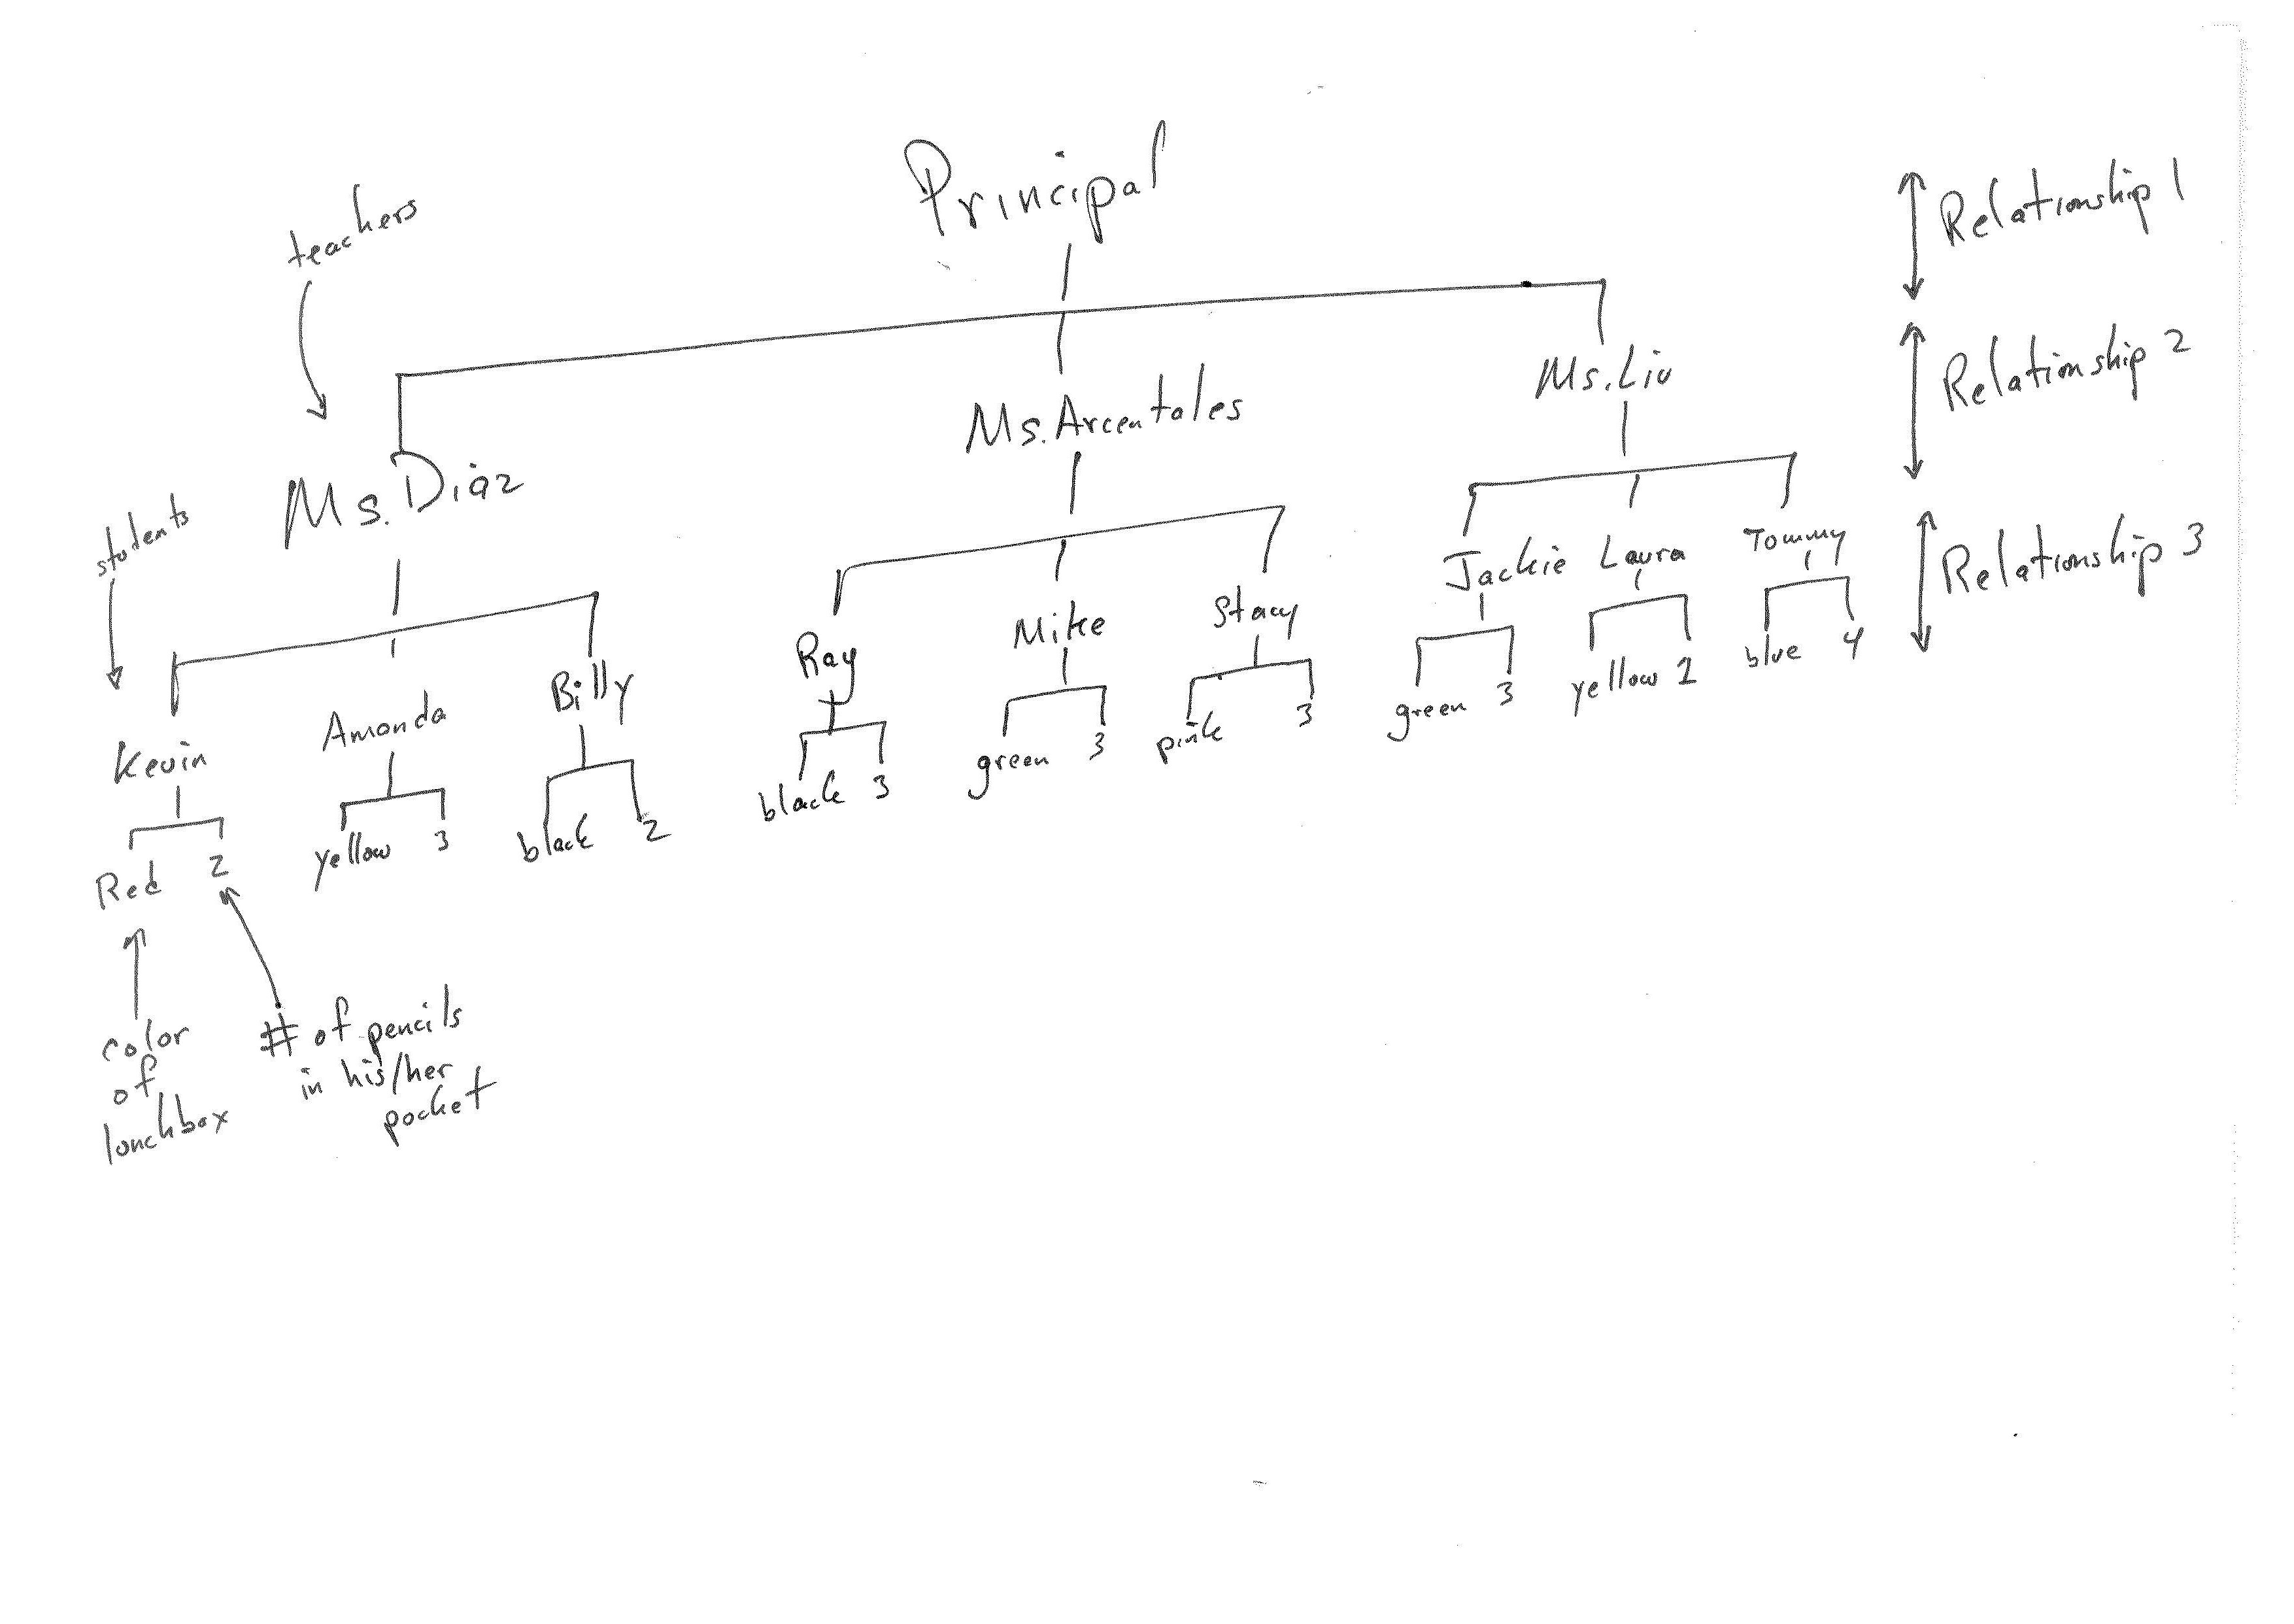 Principal
teachers
Relationship 1
Ms. Diaz
Ms. Arcentales
Ms. Liu
Relationship 2
students
Kevin
Amanda
Billy
Ray
Mike
Stacy
Jackie
Laura
Tommy
Relationship 3
Red 2
yellow 3
black 2
black 3
green 3
pink 3
green 3
yellow 1
blue 4
color
of
lunchbox
# of pencils
in his/her
pocket